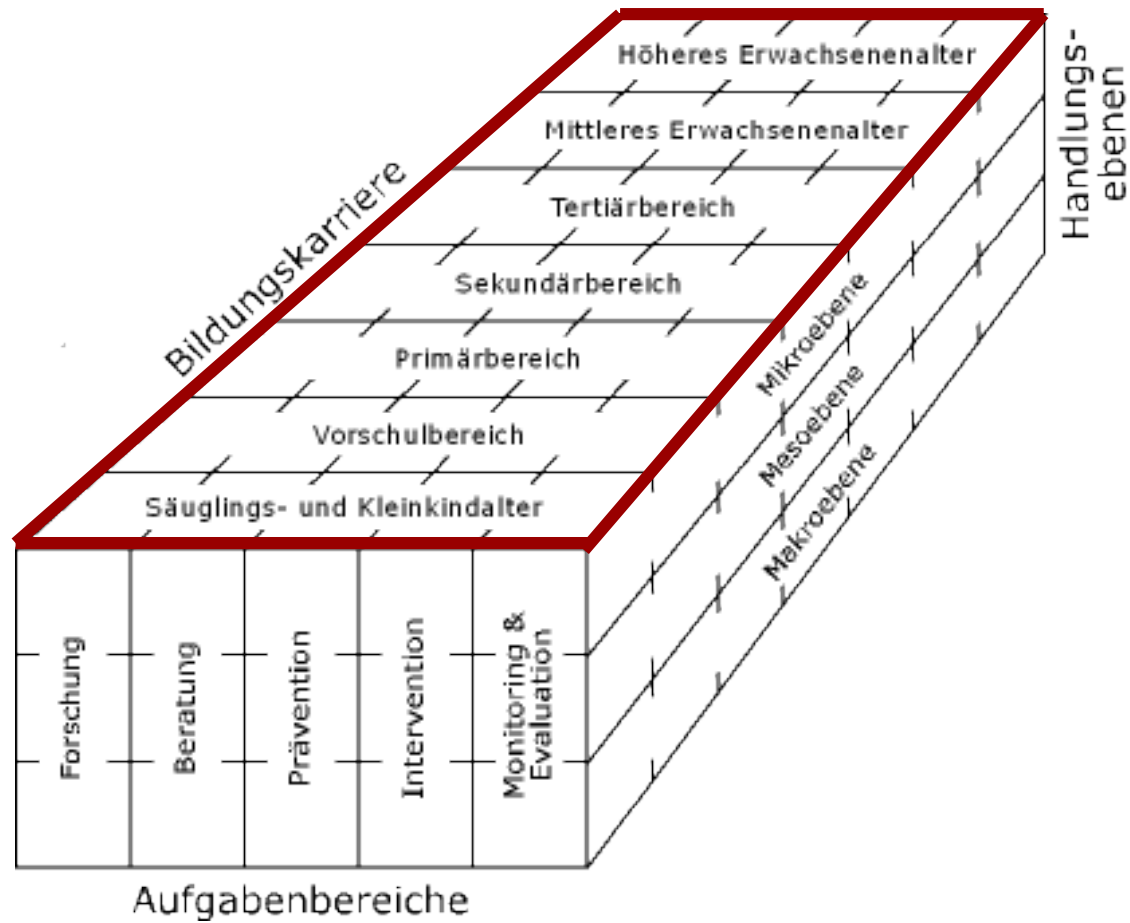 Handlungs-
ebenen
Bildungskarriere
Höheres Erwachsenenalter
Mittleres Erwachsenenalter
Tertiärbereich
Sekundärbereich
Primärbereich
Vorschulbereich
Säuglings- und Kleinkindalter
Mikroebene
Mesoebene
Makroebene
Forschung
Beratung
Prävention
Intervention
Monitoring &
Evaluation
Aufgabenbereiche